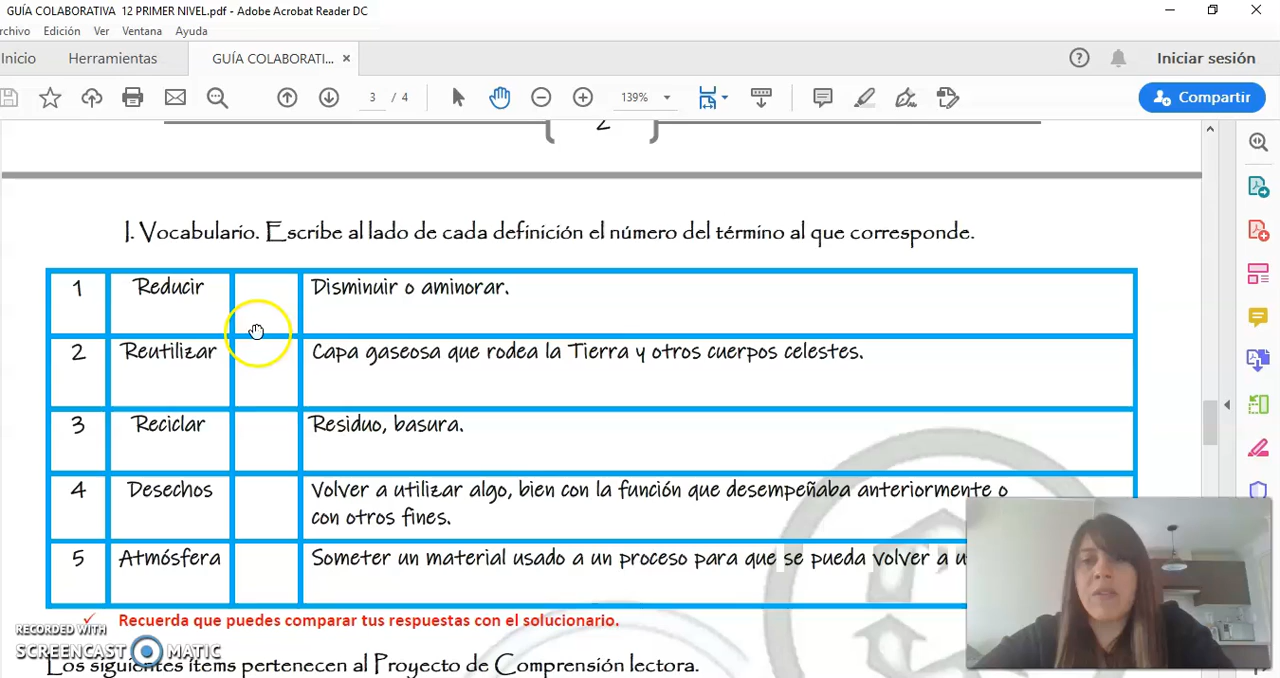 GUÍA COLABORATIVA 12 PRIMER NIVEL.pdf - Adobe Acrobat Reader DC
rchivo Edición Ver Ventana Ayuda
Inicio Herramientas GUÍA COLABORATI... × Iniciar sesión
3 / 4 139% Compartir
2
I. Vocabulario. Escribe al lado de cada definición el número del término al que corresponde.
1 Reducir Disminuir o aminorar.
2 Reutilizar Capa gaseosa que rodea la Tierra y otros cuerpos celestes.
3 Reciclar Residuo, basura.
4 Desechos Volver a utilizar algo, bien con la función que desempeñaba anteriormente o
con otros fines.
5 Atmósfera Someter un material usado a un proceso para que se pueda volver a
✓ Recuerda que puedes comparar tus respuestas con el solucionario.
RECORDED WITH
SCREENCAST MATIC
Los siguientes ítems pertenecen al Proyecto de Comprensión lectora.